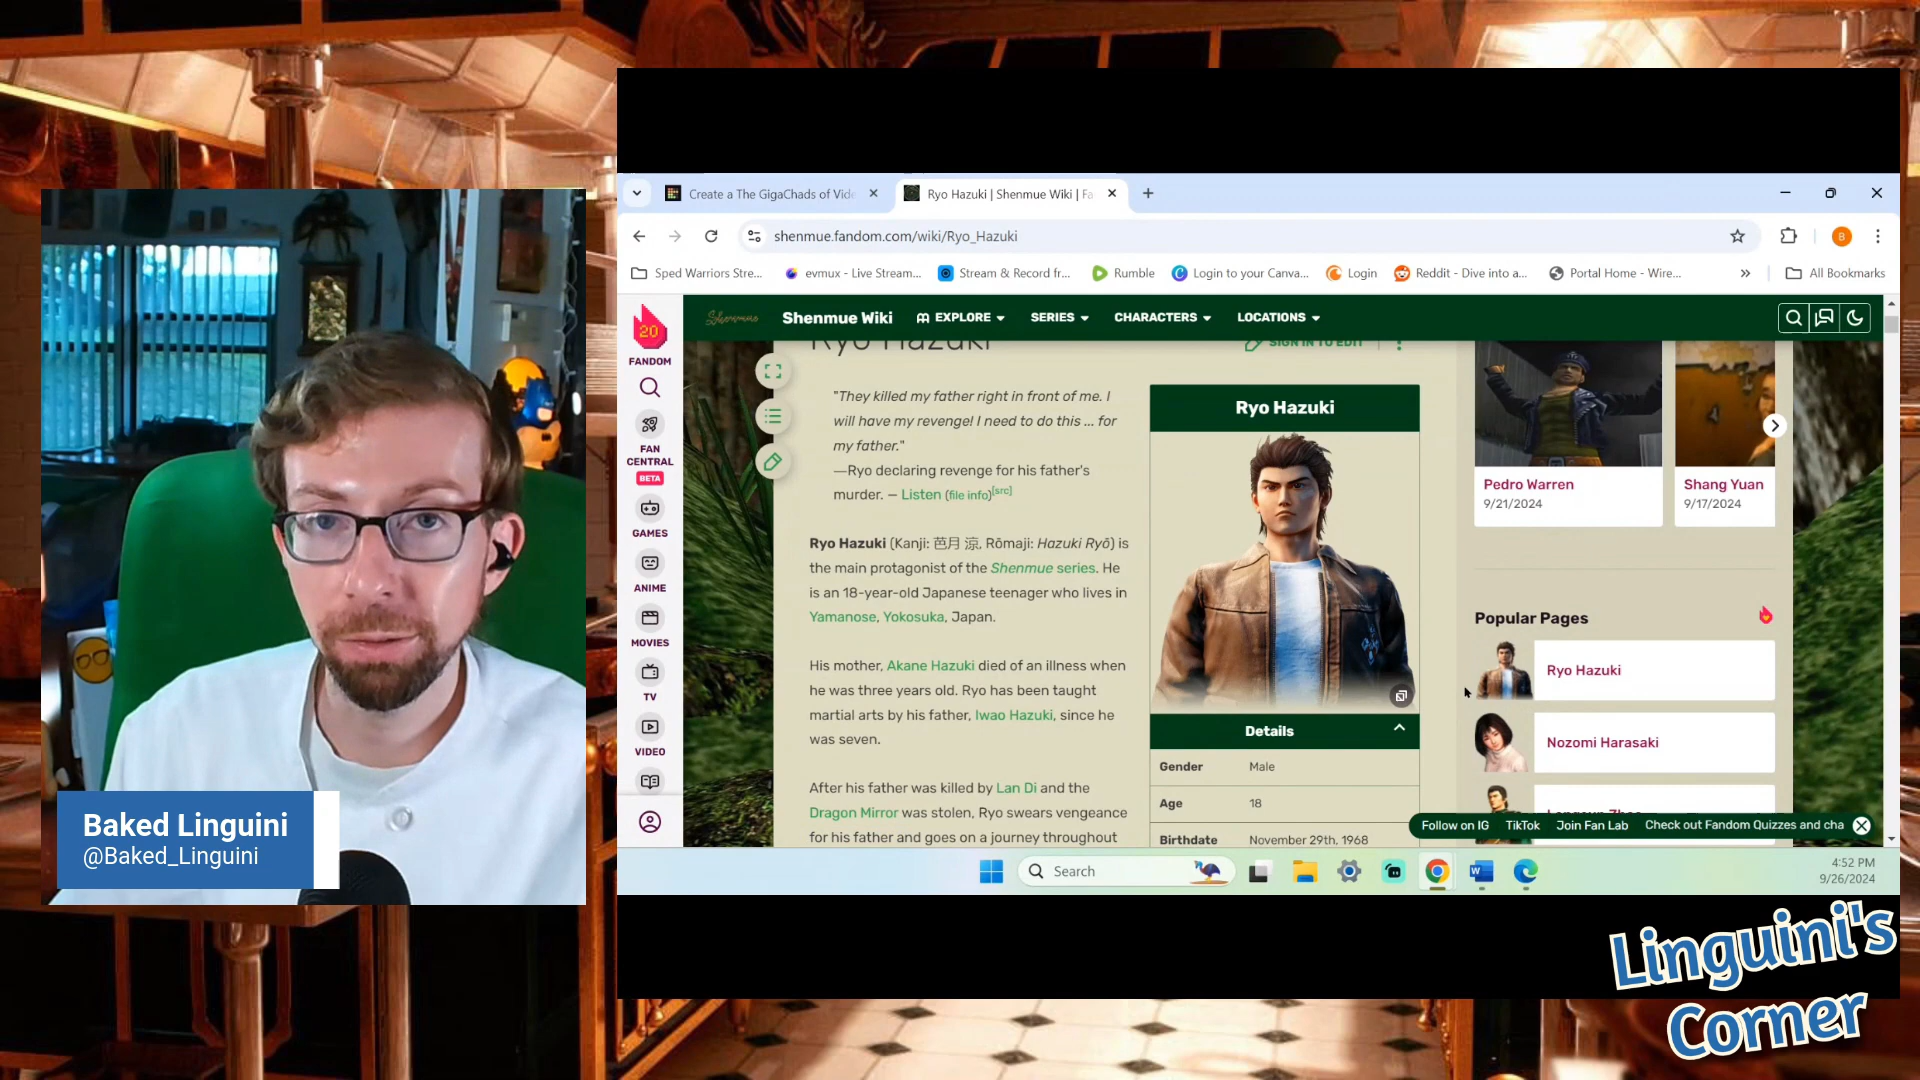 Create a The GigaChads of Vide
Ryo Hazuki | Shenmue Wiki | Fa
shenmue.fandom.com/wiki/Ryo_Hazuki
B
Sped Warriors Stre...
evmux - Live Stream...
Stream & Record fr...
Rumble
Login to your Canva...
Login
Reddit - Dive into a...
Portal Home - Wire...
All Bookmarks
20
FANDOM
FAN
CENTRAL
BETA
GAMES
ANIME
MOVIES
TV
VIDEO
Shenmue
Shenmue Wiki
EXPLORE
SERIES
CHARACTERS
LOCATIONS
Ryo Hazuki
SIGN IN TO EDIT
"They killed my father right in front of me. I
will have my revenge! I need to do this ... for
my father."
—Ryo declaring revenge for his father's
murder. — Listen (file info)[src]
Ryo Hazuki (Kanji: 芭月 涼, Rōmaji: Hazuki Ryō) is
the main protagonist of the Shenmue series. He
is an 18-year-old Japanese teenager who lives in
Yamanose, Yokosuka, Japan.
His mother, Akane Hazuki died of an illness when
he was three years old. Ryo has been taught
martial arts by his father, Iwao Hazuki, since he
was seven.
After his father was killed by Lan Di and the
Dragon Mirror was stolen, Ryo swears vengeance
for his father and goes on a journey throughout
Ryo Hazuki
Details
Gender Male
Age 18
Birthdate November 29th, 1968
Pedro Warren
9/21/2024
Shang Yuan
9/17/2024
Popular Pages
Ryo Hazuki
Nozomi Harasaki
Follow on IG
TikTok
Join Fan Lab
Check out Fandom Quizzes and cha
Search
W
4:52 PM
9/26/2024
Baked Linguini
@Baked_Linguini
Linguini's
Corner